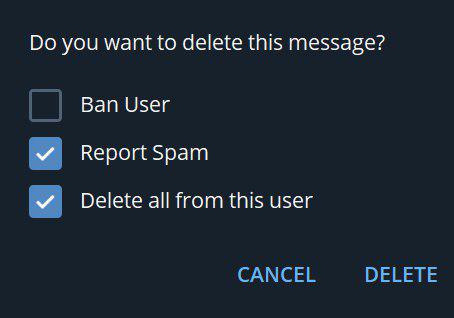 Do you want to delete this message?
Ban User
Report Spam
Delete all from this user
CANCEL DELETE